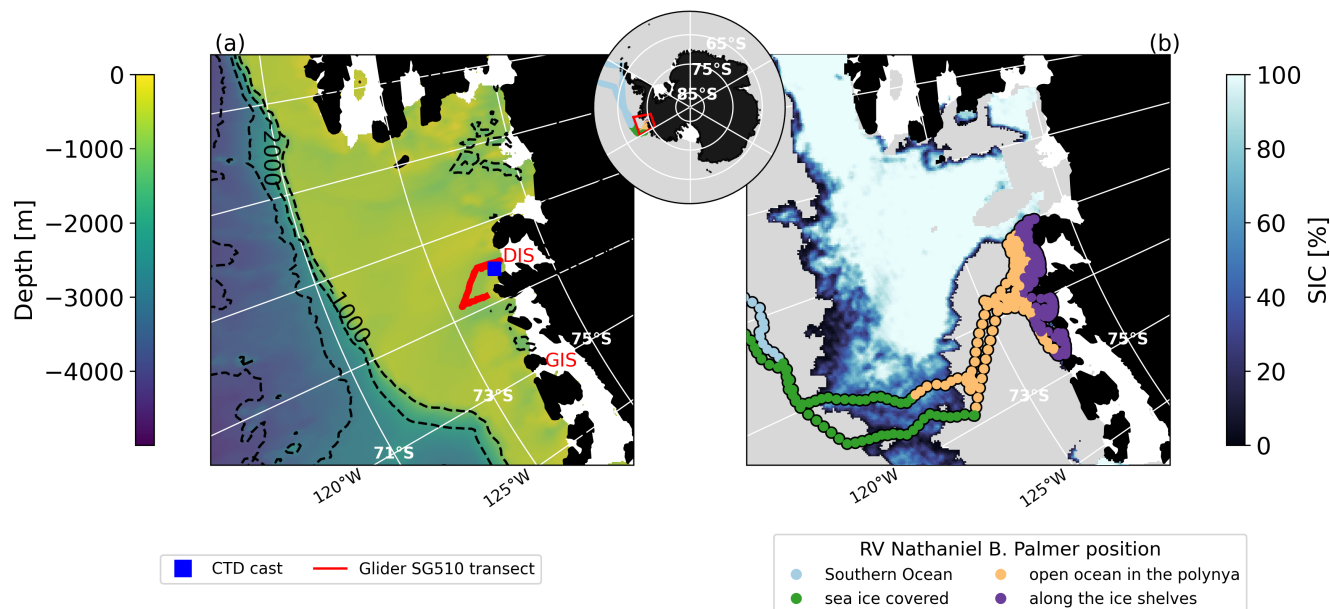 (a)
(b)
65°S
75°S
85°S
0
−1000
−2000
−3000
−4000
Depth [m]
2000
1000
DIS
GIS
75°S
73°S
71°S
120°W
125°W
75°S
73°S
120°W
125°W
100
80
60
40
20
0
SIC [%]
CTD cast
Glider SG510 transect
RV Nathaniel B. Palmer position
Southern Ocean
open ocean in the polynya
sea ice covered
along the ice shelves